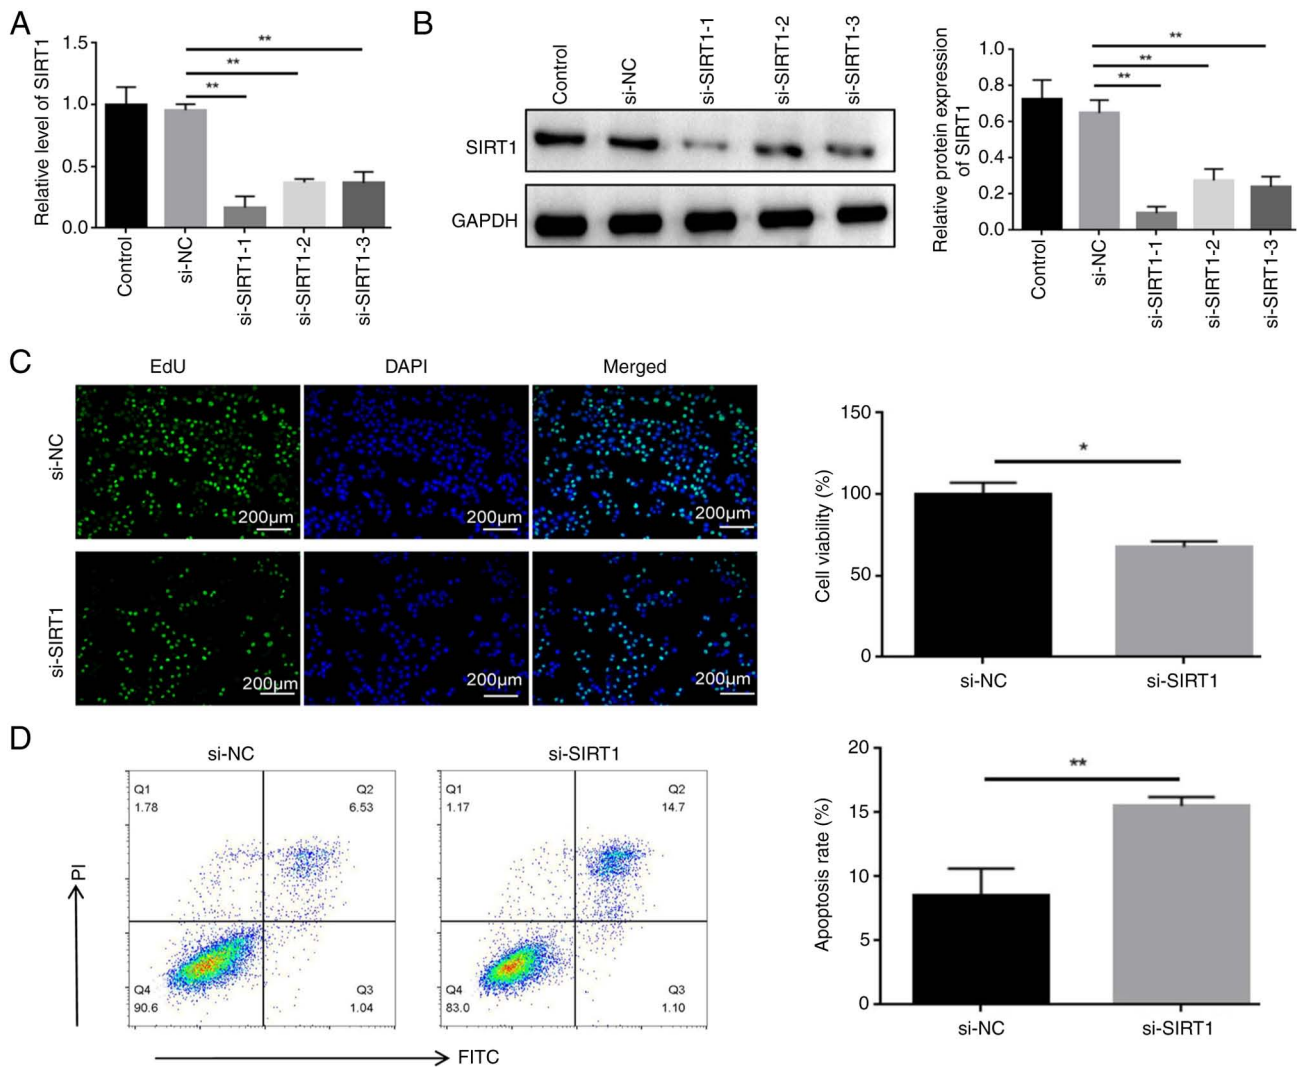 A
Relative level of SIRT1
1.5
1.0
0.5
0.0
**
**
**
Control
si-NC
si-SIRT1-1
si-SIRT1-2
si-SIRT1-3
B
Control
si-NC
si-SIRT1-1
si-SIRT1-2
si-SIRT1-3
SIRT1
GAPDH
Relative protein expression
of SIRT1
1.0
0.8
0.6
0.4
0.2
0.0
**
**
**
Control
si-NC
si-SIRT1-1
si-SIRT1-2
si-SIRT1-3
C
EdU
DAPI
Merged
si-NC
200μm
200μm
200μm
si-SIRT1
200μm
200μm
200μm
Cell viability (%)
150
100
50
0
*
si-NC
si-SIRT1
D
si-NC
Q1
1.78
Q2
6.53
Q4
90.6
Q3
1.04
si-SIRT1
Q1
1.17
Q2
14.7
Q4
83.0
Q3
1.10
PI
FITC
Apoptosis rate (%)
20
15
10
5
0
**
si-NC
si-SIRT1